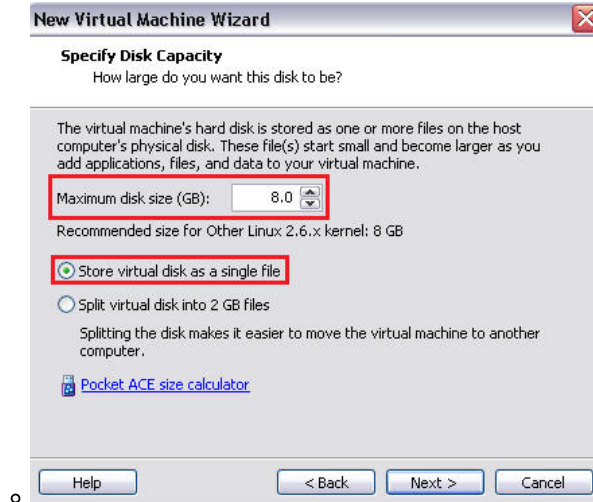 New Virtual Machine Wizard
Specify Disk Capacity
How large do you want this disk to be?
The virtual machine's hard disk is stored as one or more files on the host
computer's physical disk. These file(s) start small and become larger as you
add applications, files, and data to your virtual machine.
Maximum disk size (GB): 8.0
Recommended size for Other Linux 2.6.x kernel: 8 GB
Store virtual disk as a single file
Split virtual disk into 2 GB files
Splitting the disk makes it easier to move the virtual machine to another
computer.
Pocket ACE size calculator
Help < Back Next > Cancel